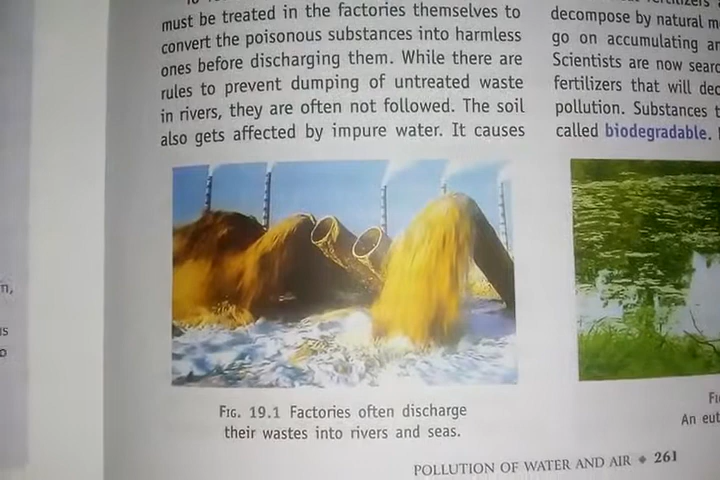 must be treated in the factories themselves to
convert the poisonous substances into harmless
ones before discharging them. While there are
rules to prevent dumping of untreated waste
in rivers, they are often not followed. The soil
also gets affected by impure water. It causes
FIG. 19.1 Factories often discharge
their wastes into rivers and seas.
decompose by natural
go on accumulating
Scientists are now
fertilizers that will
pollution. Substances
called biodegradable.
An
POLLUTION OF WATER AND AIR ◆ 261